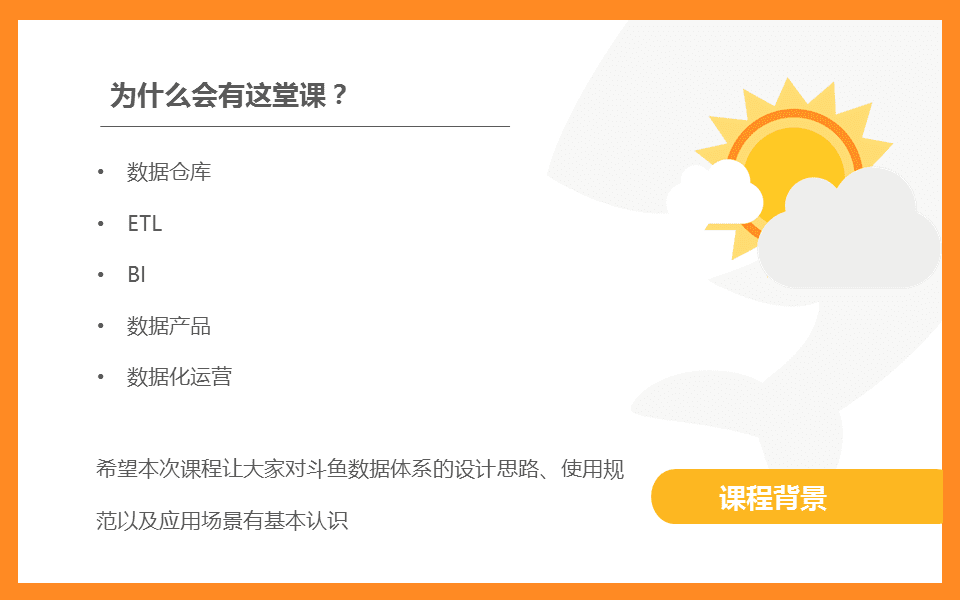 为什么会有这堂课？
• 数据仓库
• ETL
• BI
• 数据产品
• 数据化运营
希望本次课程让大家对斗鱼数据体系的设计思路、使用规
范以及应用场景有基本认识
课程背景